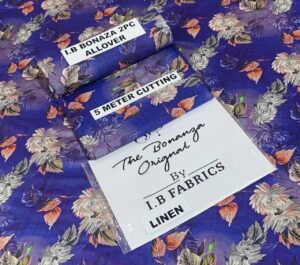 I.B BONAZA 2PC
ALLOVER
5 METER CUTTING
The Bonanza
Original
By
I.B FABRICS
LINEN